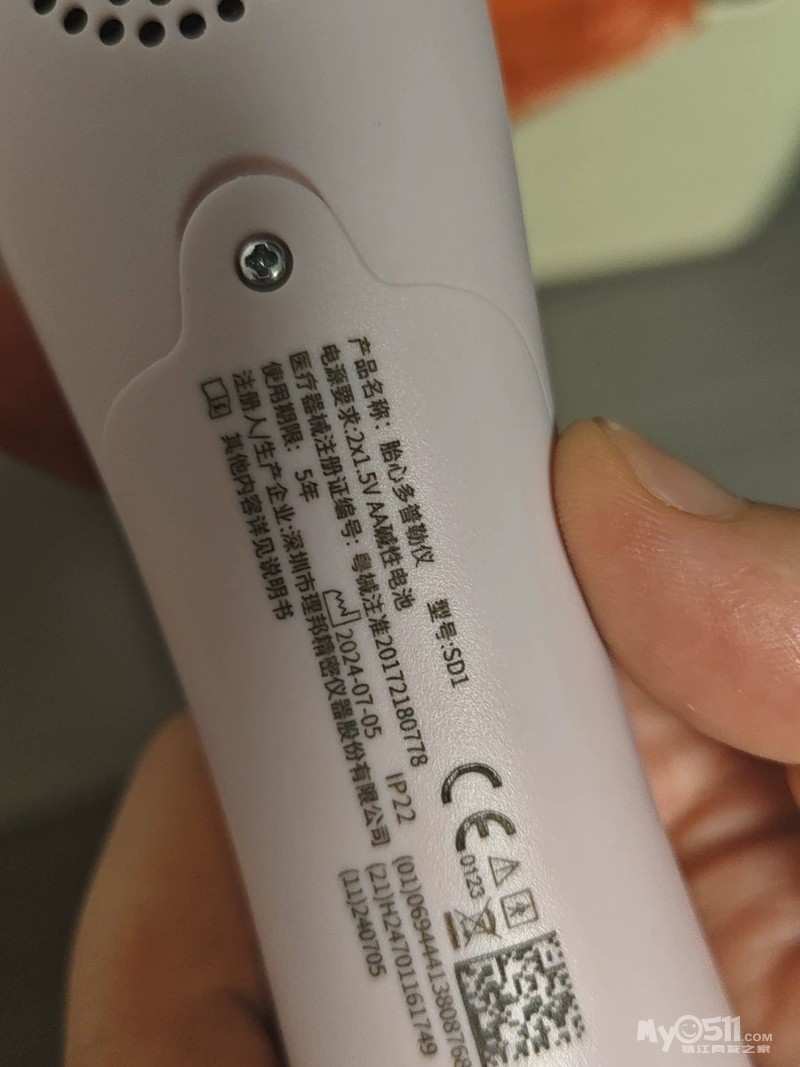 产品名称：胎心多普勒仪 型号:SD1
电源要求:2x1.5V AA碱性电池
医疗器械注册证编号：粤械注准20172180778
使用期限：5年 2024-07-05 IP22
注册人/生产企业:深圳市理邦精密仪器股份有限公司
其他内容详见说明书
CE
0123
(01)06944413808768
(21)H24701161749
(11)240705
My0511.COM
镇江网友之家